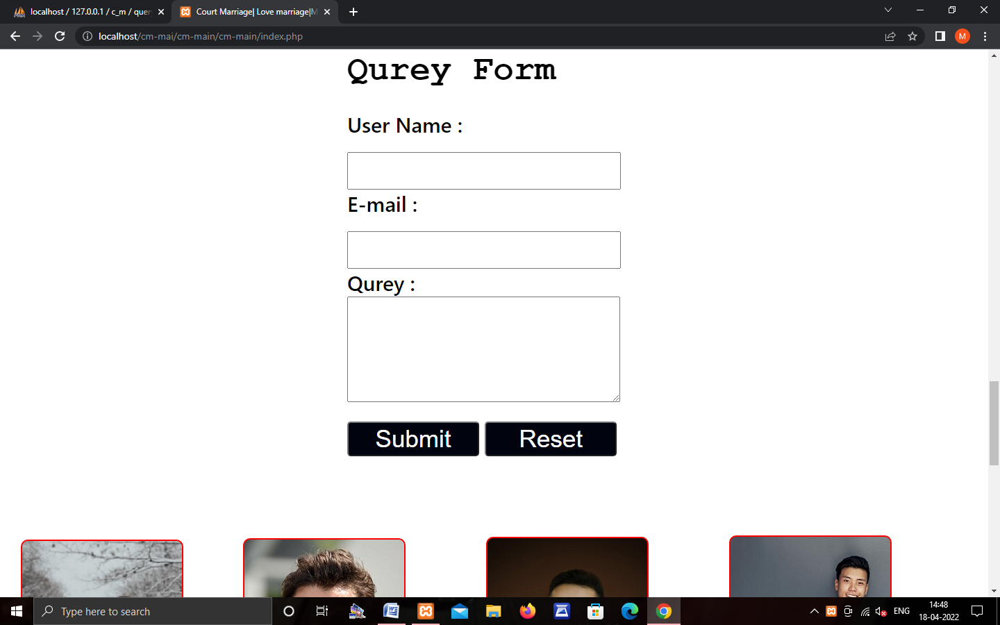 localhost / 127.0.0.1 / c_m / quer
Court Marriage| Love marriage|M
localhost/cm-mai/cm-main/cm-main/index.php
M
Qurey Form
User Name :
E-mail :
Qurey :
Submit Reset
Type here to search
ENG
14:48
18-04-2022